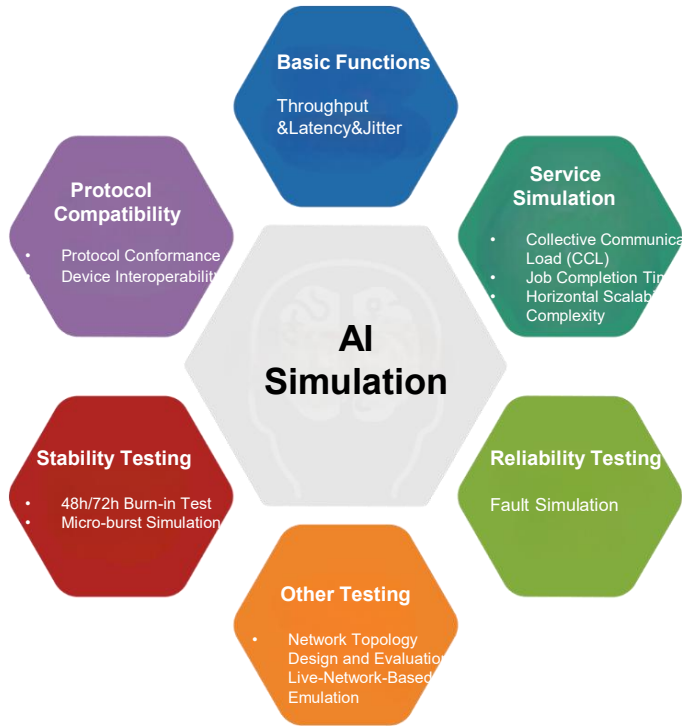 Basic Functions
Throughput
&Latency&Jitter
Protocol
Compatibility
• Protocol Conformance
• Device Interoperability
Service
Simulation
• Collective Communica
Load (CCL)
• Job Completion Tim
• Horizontal Scalabi
Complexity
AI
Simulation
Stability Testing
• 48h/72h Burn-in Test
• Micro-burst Simulation
Reliability Testing
Fault Simulation
Other Testing
• Network Topology
Design and Evaluation
Live-Network-Based
Emulation